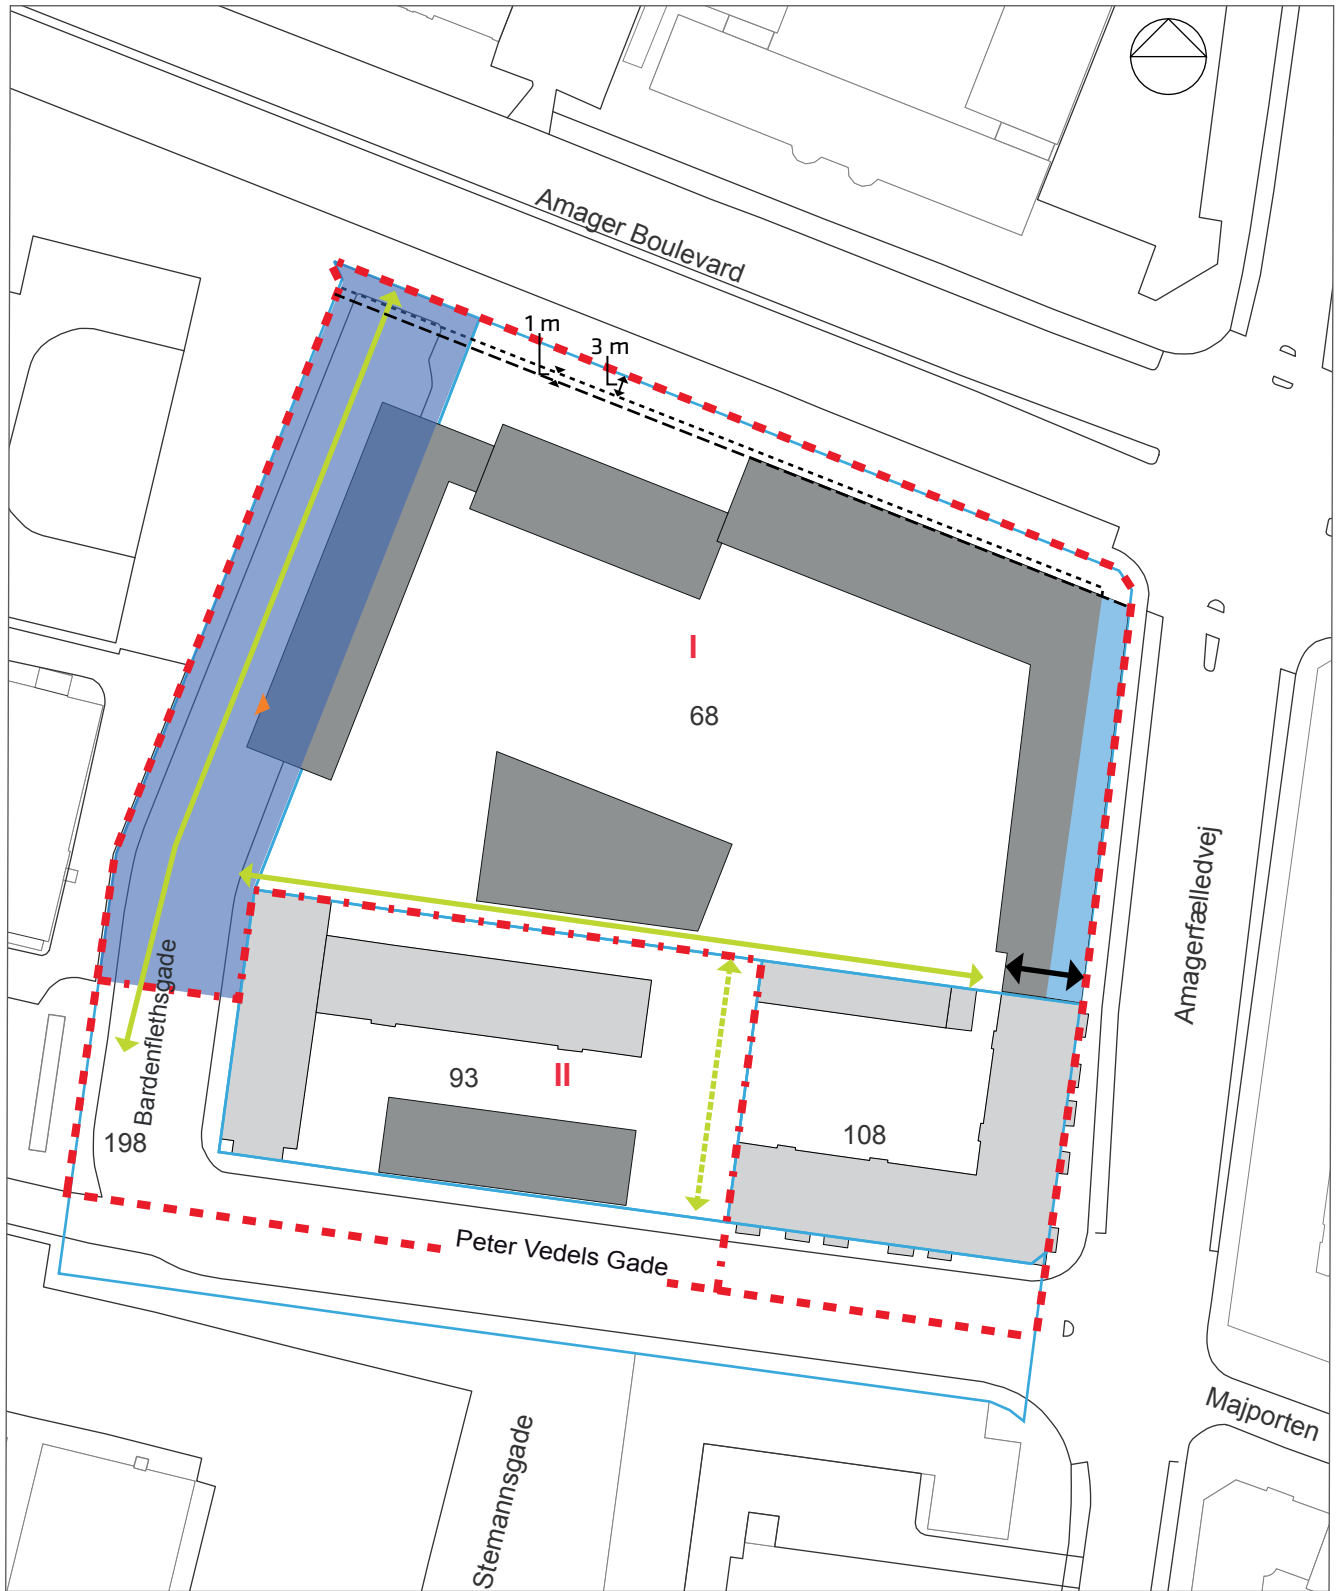 Amager Boulevard
1 m
3 m
I
68
Amagerfælledvej
Bardenflethsgade
93
II
108
198
Peter Vedels Gade
Majporten
Stemannsgade